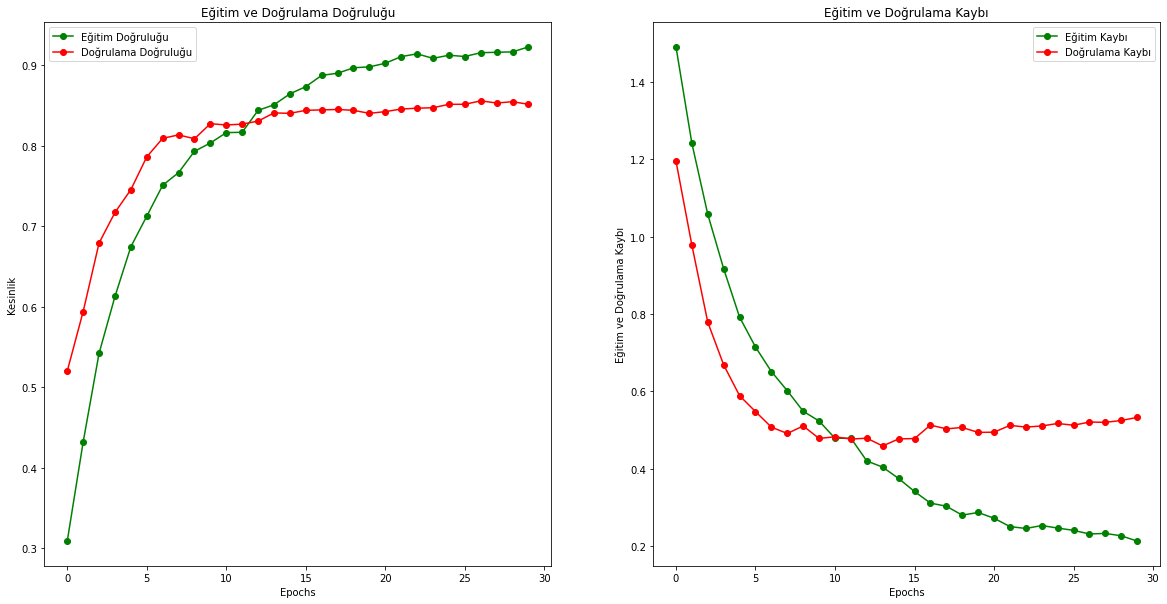 Eğitim ve Doğrulama Doğruluğu
Eğitim Doğruluğu
Doğrulama Doğruluğu
Kesinlik
0.9
0.8
0.7
0.6
0.5
0.4
0.3
0 5 10 15 20 25 30
Epochs
Eğitim ve Doğrulama Kaybı
Eğitim Kaybı
Doğrulama Kaybı
Eğitim ve Doğrulama Kaybı
1.4
1.2
1.0
0.8
0.6
0.4
0.2
0 5 10 15 20 25 30
Epochs